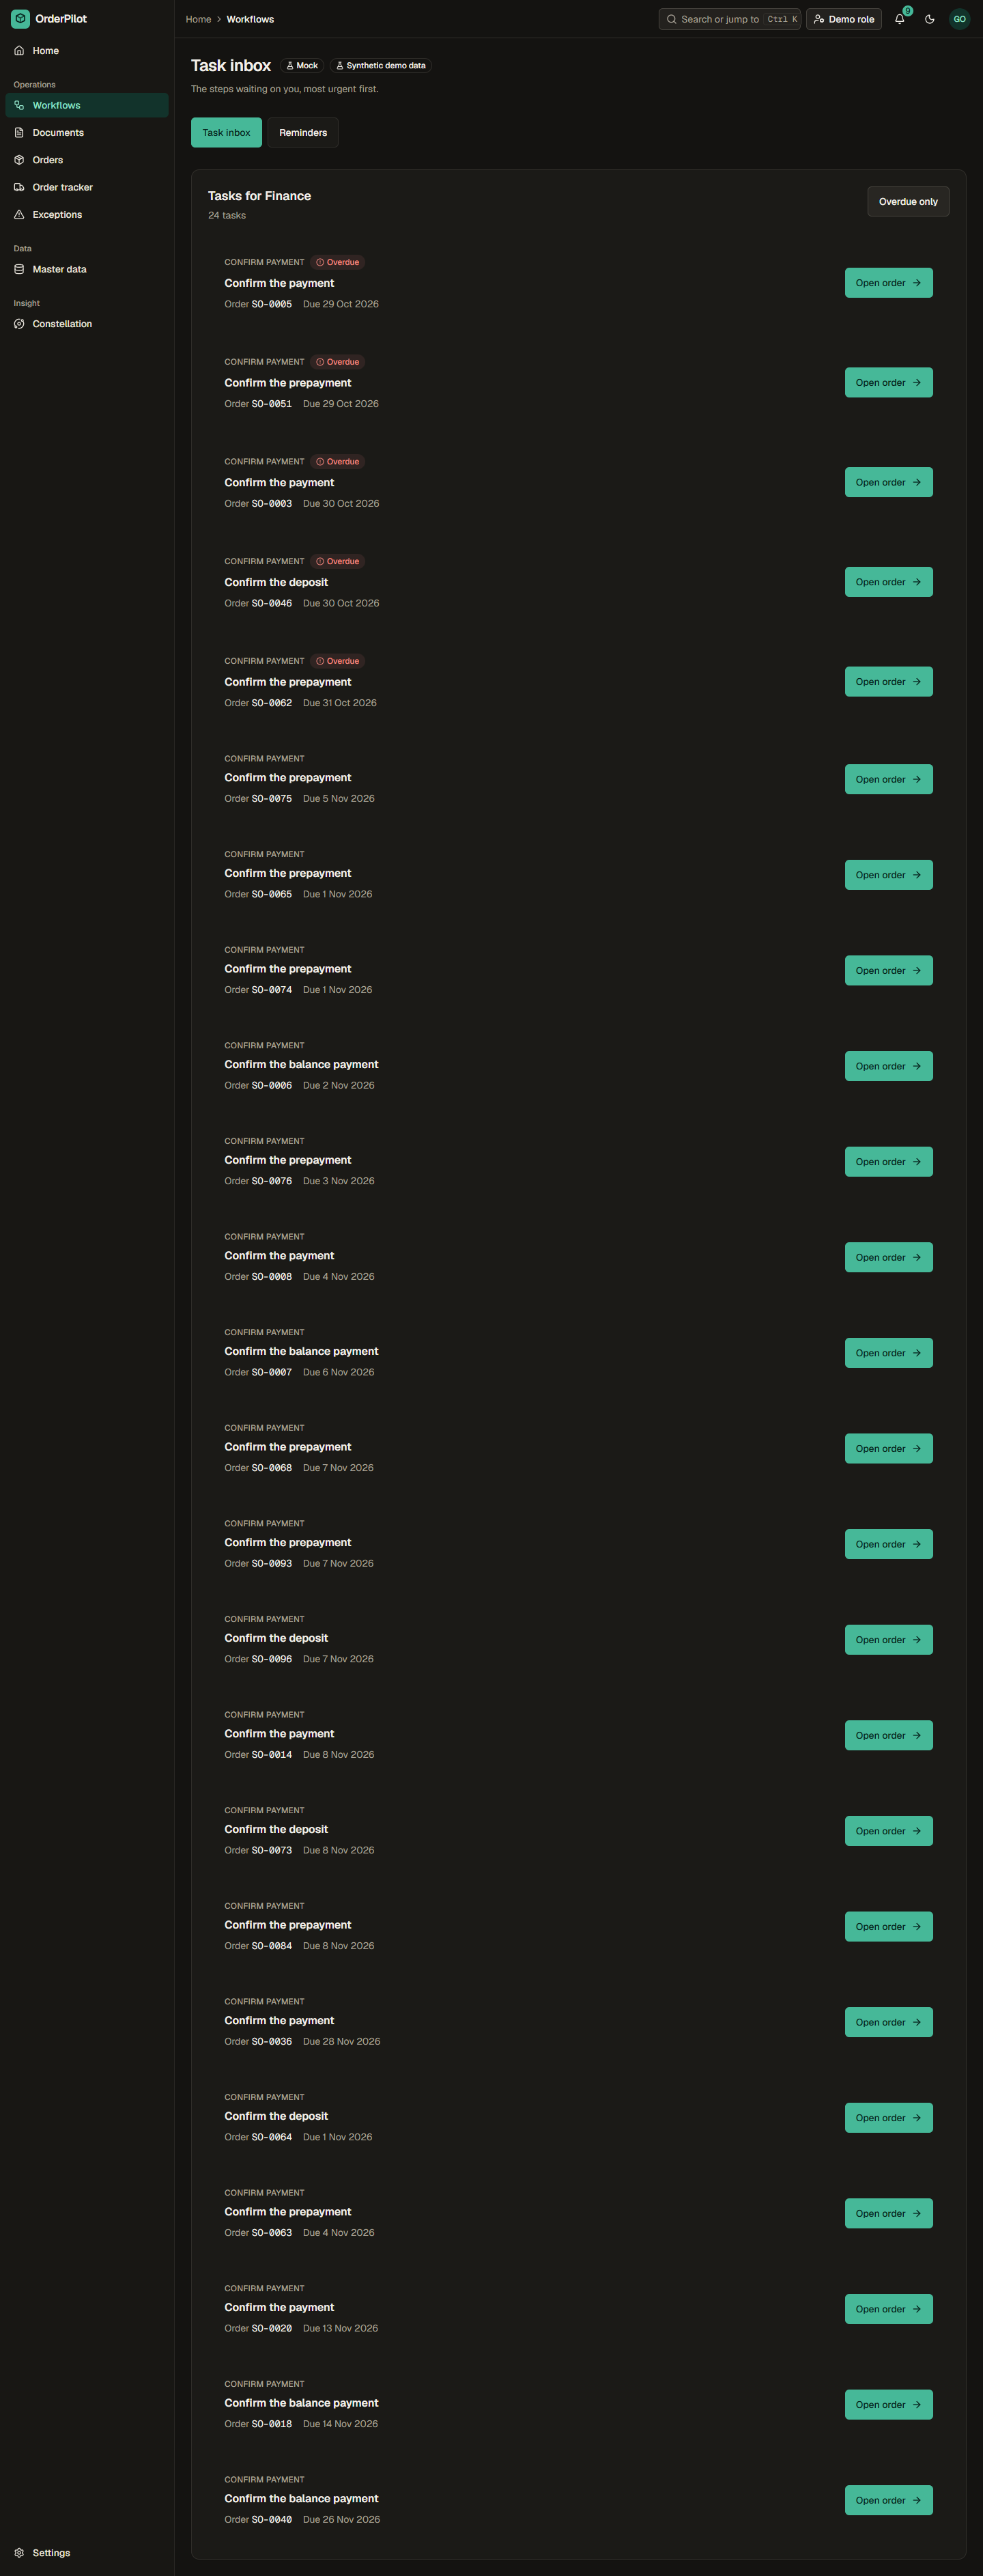 OrderPilot
Home > Workflows
Search or jump to Ctrl K
Demo role
9
GO
Home
Operations
Workflows
Documents
Orders
Order tracker
Exceptions
Data
Master data
Insight
Constellation
Settings
Task inbox
Mock
Synthetic demo data
The steps waiting on you, most urgent first.
Task inbox
Reminders
Tasks for Finance
24 tasks
Overdue only
CONFIRM PAYMENT Overdue
Confirm the payment
Order SO-0005 Due 29 Oct 2026
Open order
CONFIRM PAYMENT Overdue
Confirm the prepayment
Order SO-0051 Due 29 Oct 2026
Open order
CONFIRM PAYMENT Overdue
Confirm the payment
Order SO-0003 Due 30 Oct 2026
Open order
CONFIRM PAYMENT Overdue
Confirm the deposit
Order SO-0046 Due 30 Oct 2026
Open order
CONFIRM PAYMENT Overdue
Confirm the prepayment
Order SO-0062 Due 31 Oct 2026
Open order
CONFIRM PAYMENT
Confirm the prepayment
Order SO-0075 Due 5 Nov 2026
Open order
CONFIRM PAYMENT
Confirm the prepayment
Order SO-0065 Due 1 Nov 2026
Open order
CONFIRM PAYMENT
Confirm the prepayment
Order SO-0074 Due 1 Nov 2026
Open order
CONFIRM PAYMENT
Confirm the balance payment
Order SO-0006 Due 2 Nov 2026
Open order
CONFIRM PAYMENT
Confirm the prepayment
Order SO-0076 Due 3 Nov 2026
Open order
CONFIRM PAYMENT
Confirm the payment
Order SO-0008 Due 4 Nov 2026
Open order
CONFIRM PAYMENT
Confirm the balance payment
Order SO-0007 Due 6 Nov 2026
Open order
CONFIRM PAYMENT
Confirm the prepayment
Order SO-0068 Due 7 Nov 2026
Open order
CONFIRM PAYMENT
Confirm the prepayment
Order SO-0093 Due 7 Nov 2026
Open order
CONFIRM PAYMENT
Confirm the deposit
Order SO-0096 Due 7 Nov 2026
Open order
CONFIRM PAYMENT
Confirm the payment
Order SO-0014 Due 8 Nov 2026
Open order
CONFIRM PAYMENT
Confirm the deposit
Order SO-0073 Due 8 Nov 2026
Open order
CONFIRM PAYMENT
Confirm the prepayment
Order SO-0084 Due 8 Nov 2026
Open order
CONFIRM PAYMENT
Confirm the payment
Order SO-0036 Due 28 Nov 2026
Open order
CONFIRM PAYMENT
Confirm the deposit
Order SO-0064 Due 1 Nov 2026
Open order
CONFIRM PAYMENT
Confirm the prepayment
Order SO-0063 Due 4 Nov 2026
Open order
CONFIRM PAYMENT
Confirm the payment
Order SO-0020 Due 13 Nov 2026
Open order
CONFIRM PAYMENT
Confirm the balance payment
Order SO-0018 Due 14 Nov 2026
Open order
CONFIRM PAYMENT
Confirm the balance payment
Order SO-0040 Due 26 Nov 2026
Open order